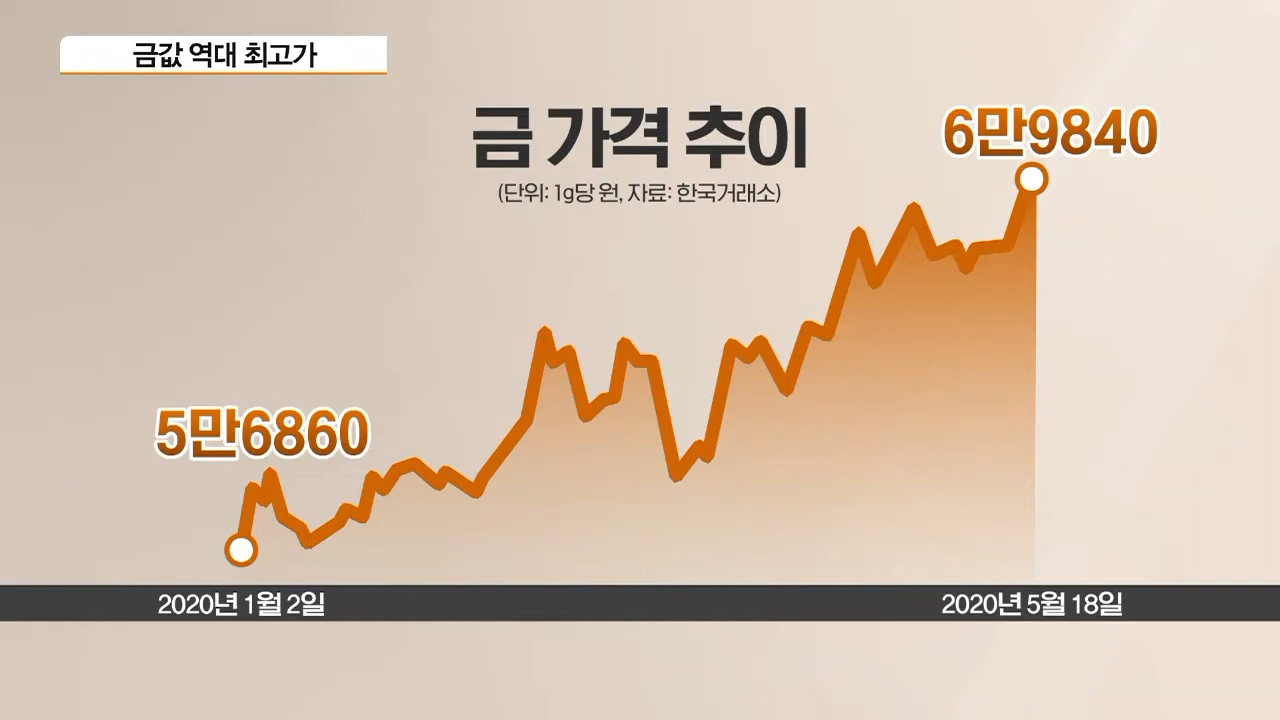 금값 역대 최고가
금 가격 추이
(단위: 1g당 원, 자료: 한국거래소)
6만9840
5만6860
2020년 1월 2일
2020년 5월 18일